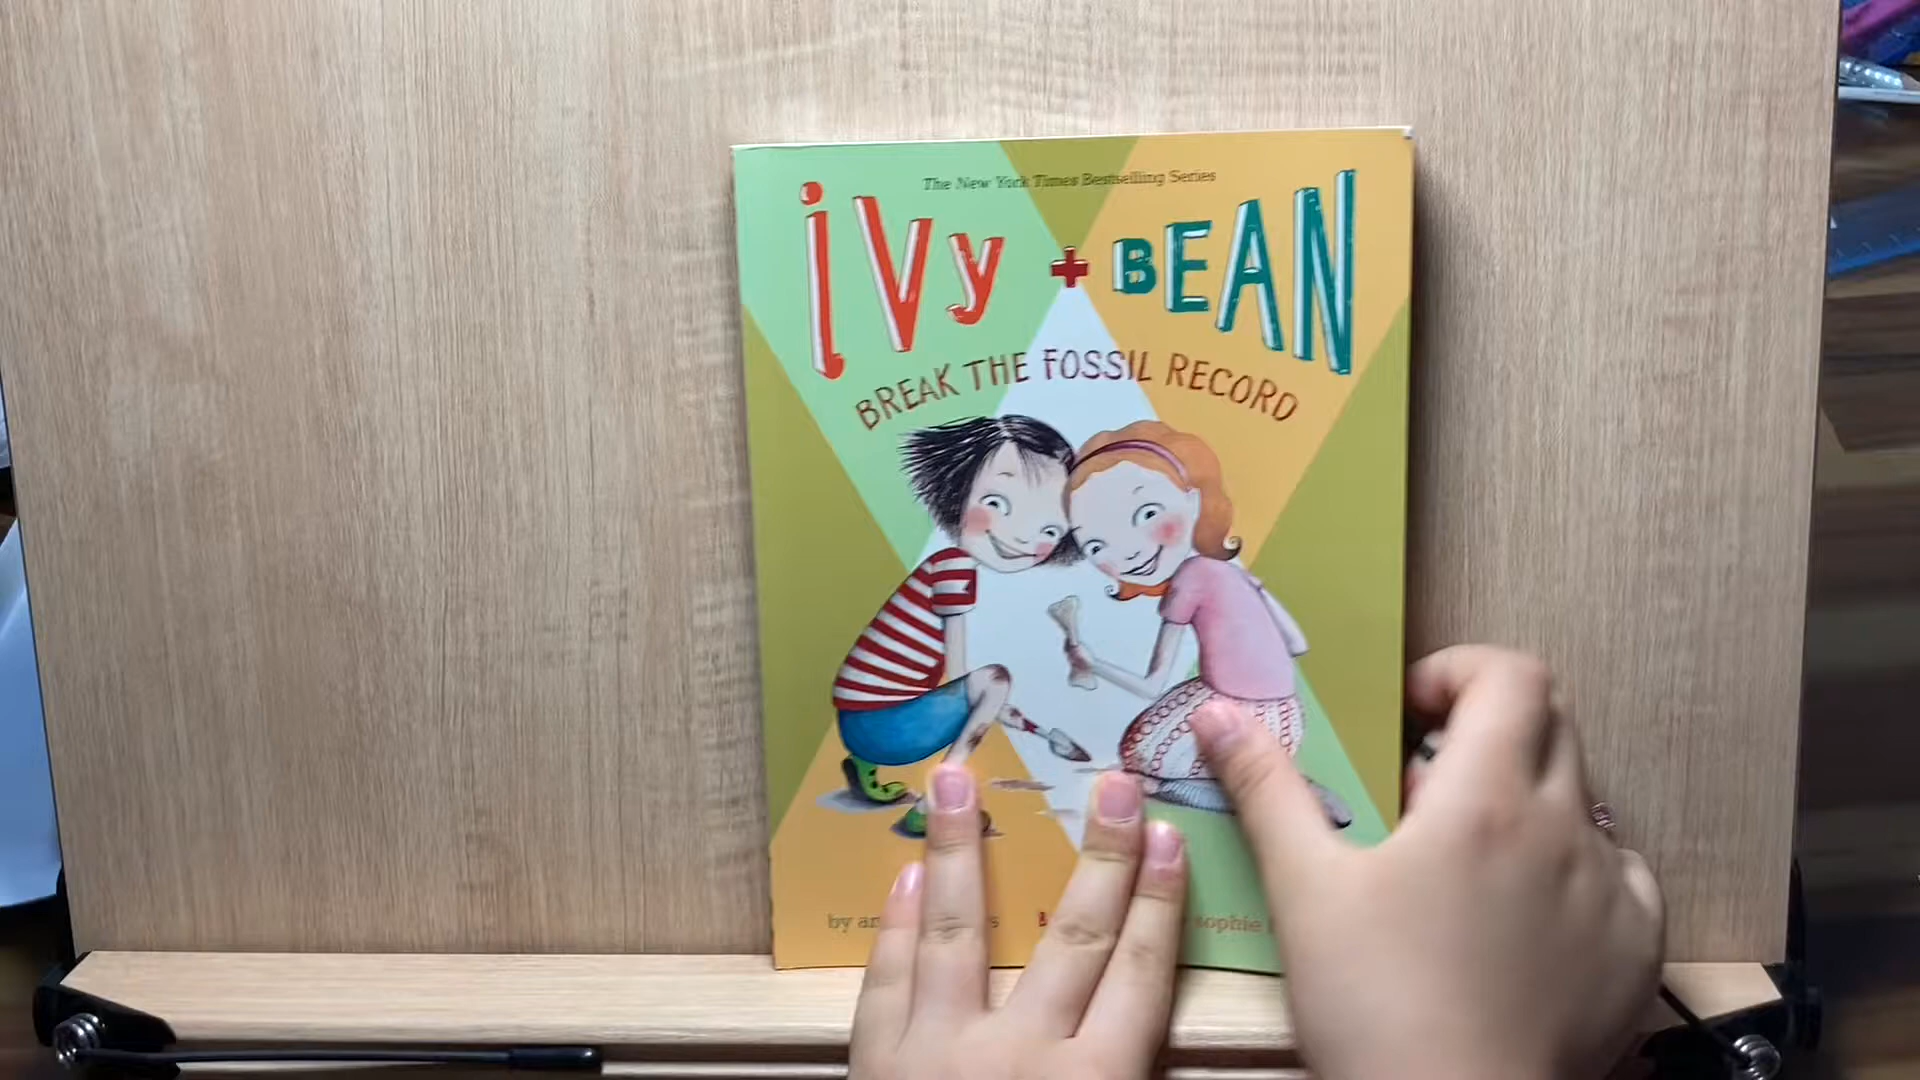 The New York Times Bestselling Series
iVy + BEAN
BREAK THE FOSSIL RECORD
by
sophie